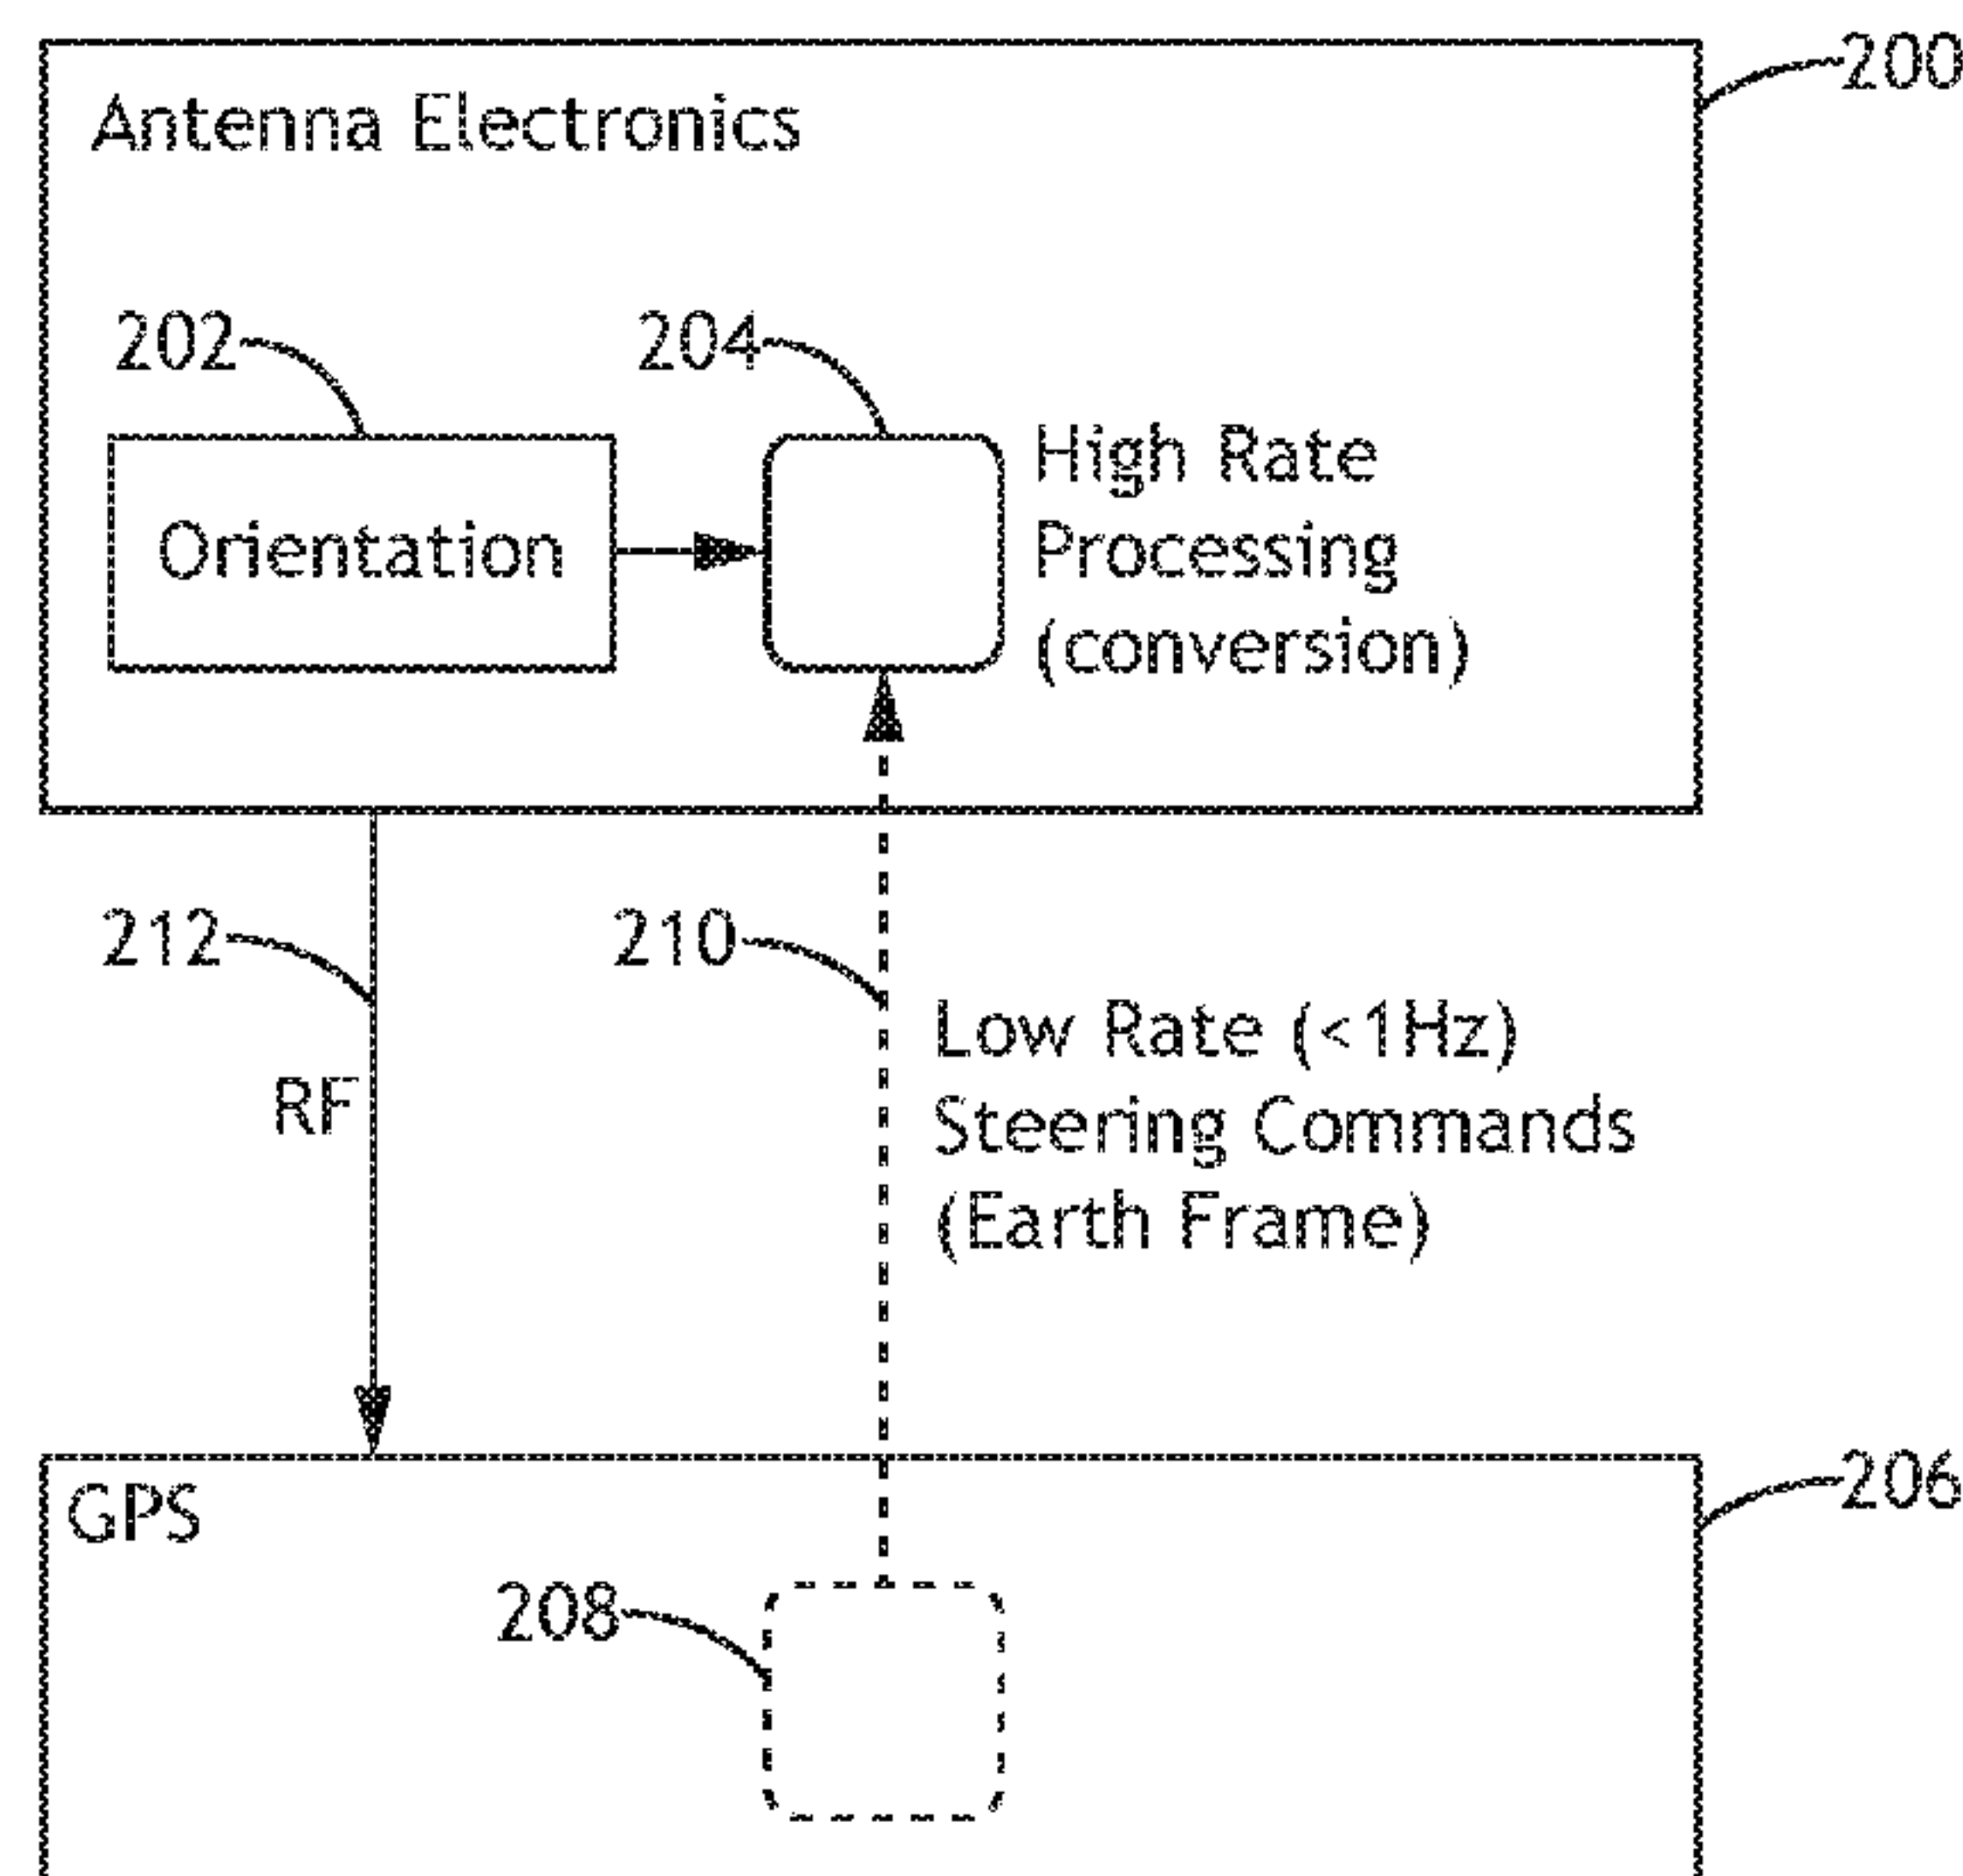 200
Antenna Electronics
202
204
High Rate
Orientation
Processing
(conversion)
212
210
Low Rate (<1Hz)
RF
Steering Commands
(Earth Frame)
206
GPS
208